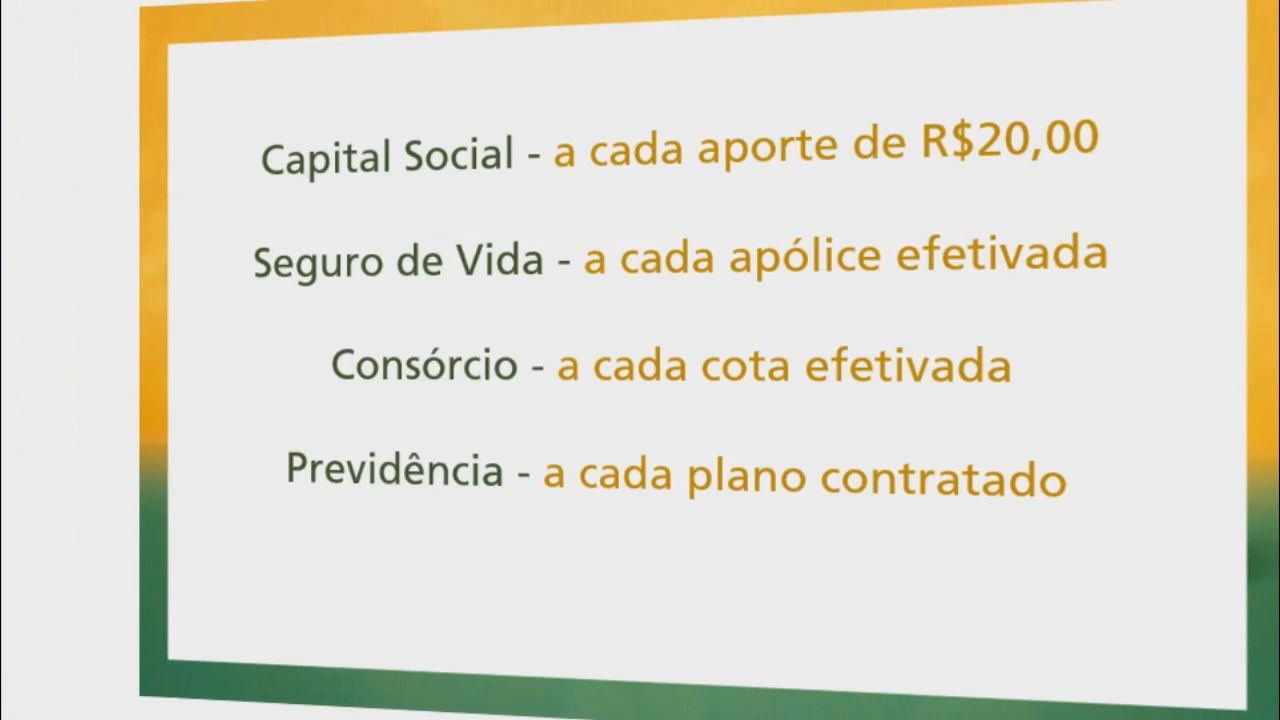 Capital Social - a cada aporte de R$20,00
Seguro de Vida - a cada apólice efetivada
Consórcio - a cada cota efetivada
Previdência - a cada plano contratado